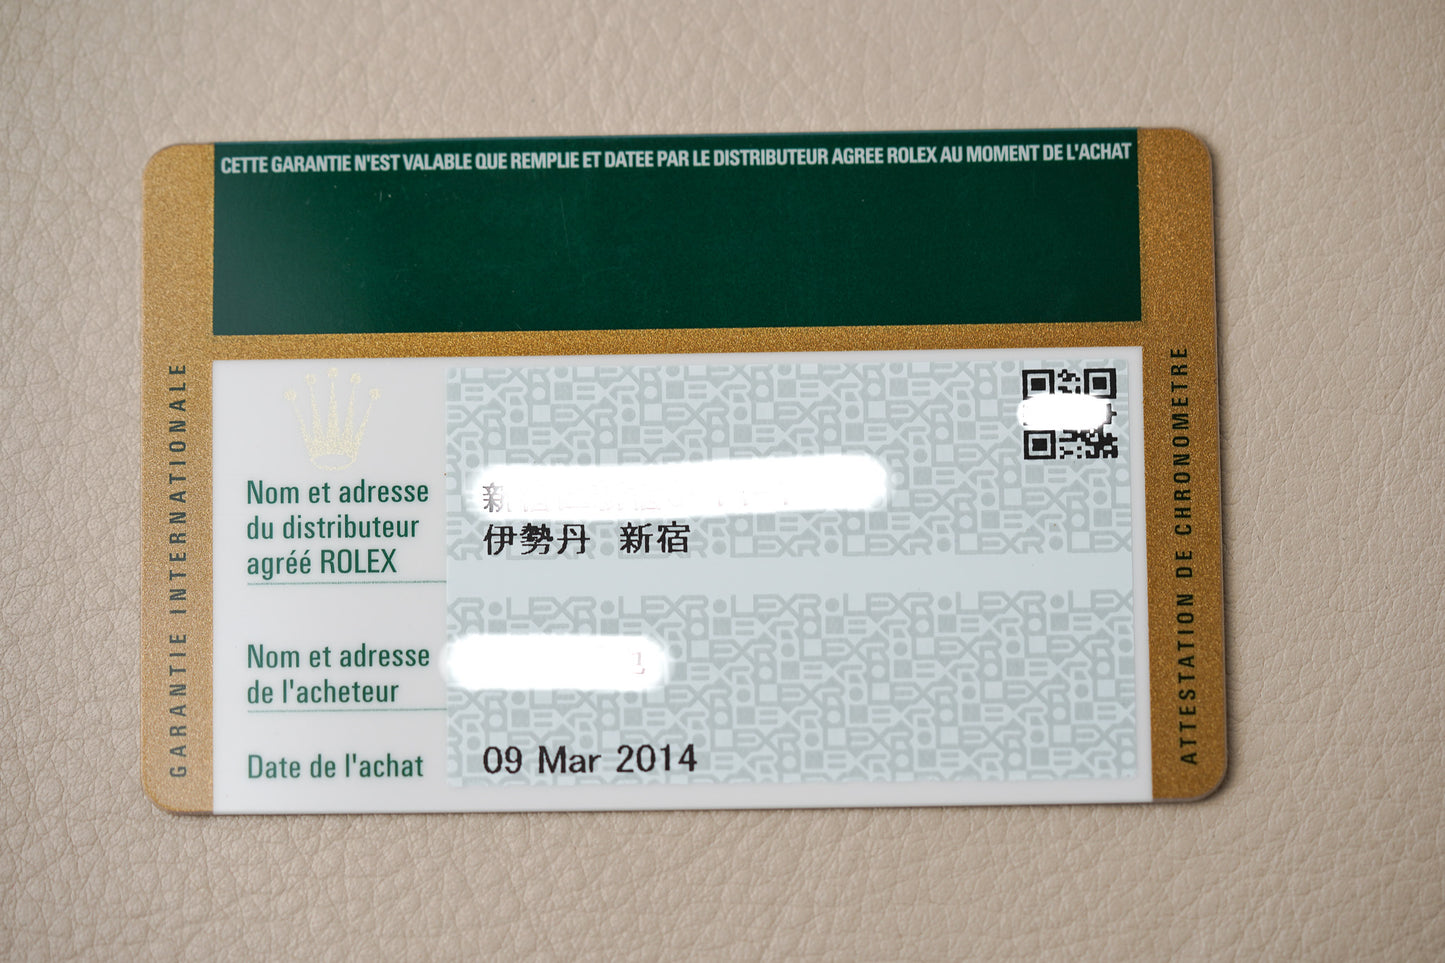 CETTE GARANTIE N'EST VALABLE QUE REMPLIE ET DATEE PAR LE DISTRIBUTEUR AGREE ROLEX AU MOMENT DE L'ACHAT
GARANTIE INTERNATIONALE
Nom et adresse
du distributeur
agréé ROLEX
新
伊勢丹 新宿
Nom et adresse
de l'acheteur
Date de l'achat
09 Mar 2014
ATTESTATION DE CHRONOMETRE